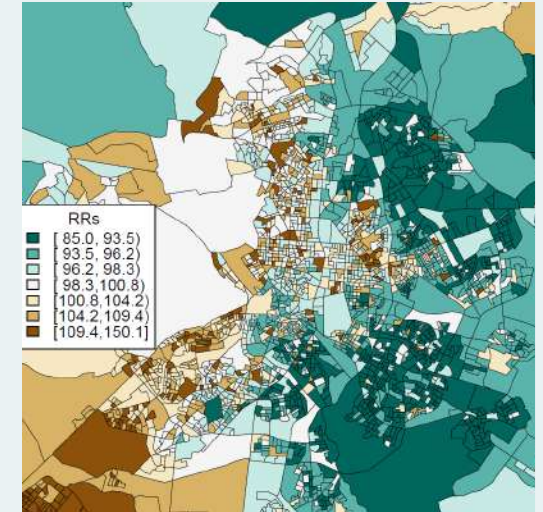 RRs
[ 85.0, 93.5)
[ 93.5, 96.2)
[ 96.2, 98.3)
[ 98.3,100.8)
[100.8,104.2)
[104.2,109.4)
[109.4,150.1]